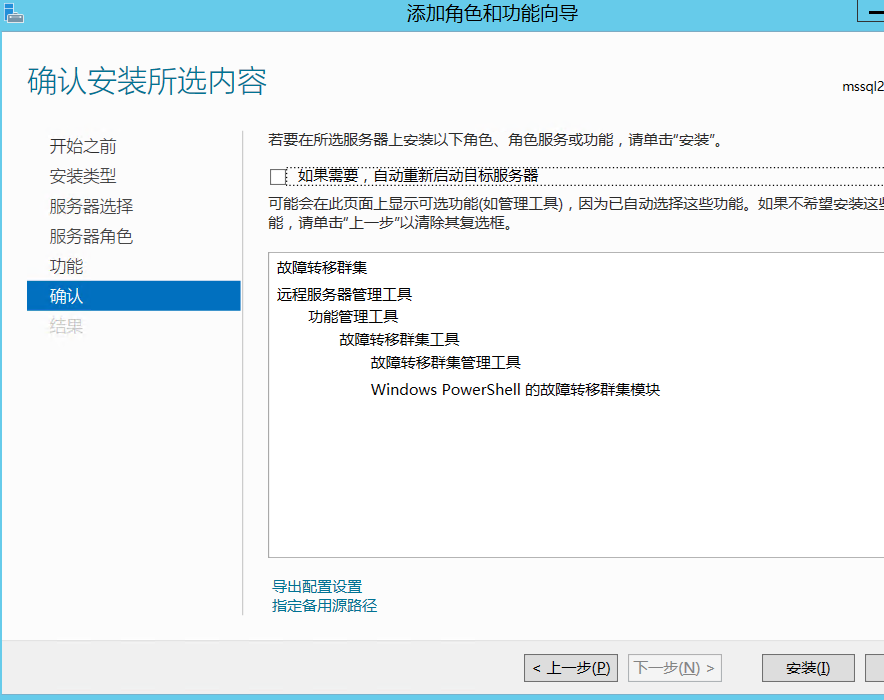 添加角色和功能向导
确认安装所选内容
mssql2
开始之前
安装类型
服务器选择
服务器角色
功能
确认
结果
若要在所选服务器上安装以下角色、角色服务或功能，请单击"安装"。
如果需要，自动重新启动目标服务器
可能会在此页面上显示可选功能(如管理工具)，因为已自动选择这些功能。如果不希望安装这些
能，请单击"上一步"以清除其复选框。
故障转移群集
远程服务器管理工具
功能管理工具
故障转移群集工具
故障转移群集管理工具
Windows PowerShell 的故障转移群集模块
导出配置设置
指定备用源路径
< 上一步(P) 下一步(N) > 安装(I)